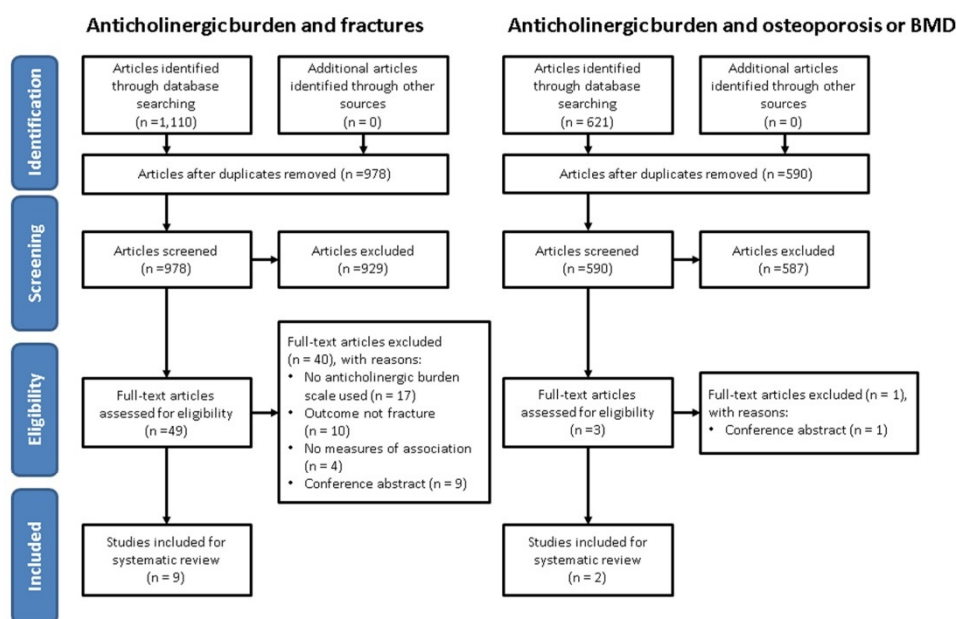 Anticholinergic burden and fractures
Identification
Articles identified
through database
searching
(n =1,110)
Additional articles
identified through other
sources
(n = 0)
Articles after duplicates removed (n =978)
Screening
Articles screened
(n =978)
Articles excluded
(n =929)
Eligibility
Full-text articles
assessed for eligibility
(n =49)
Full-text articles excluded
(n = 40), with reasons:
• No anticholinergic burden
scale used (n = 17)
• Outcome not fracture
(n = 10)
• No measures of association
(n = 4)
• Conference abstract (n = 9)
Included
Studies included for
systematic review
(n = 9)
Anticholinergic burden and osteoporosis or BMD
Articles identified
through database
searching
(n = 621)
Additional articles
identified through other
sources
(n = 0)
Articles after duplicates removed (n =590)
Articles screened
(n =590)
Articles excluded
(n =587)
Full-text articles
assessed for eligibility
(n =3)
Full-text articles excluded (n = 1),
with reasons:
• Conference abstract (n = 1)
Studies included for
systematic review
(n = 2)